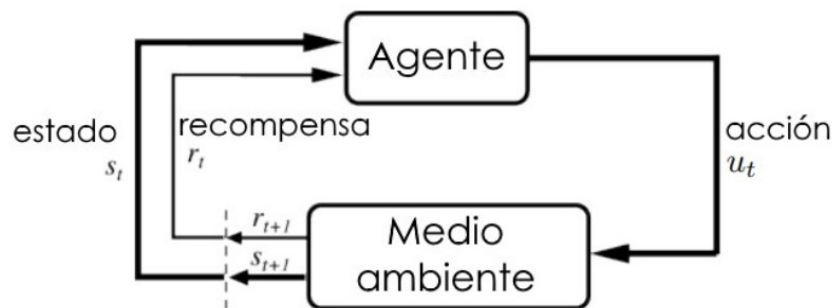 Agente
estado
s_t
recompensa
r_t
acción
u_t
r_{t+1}
s_{t+1}
Medio
ambiente